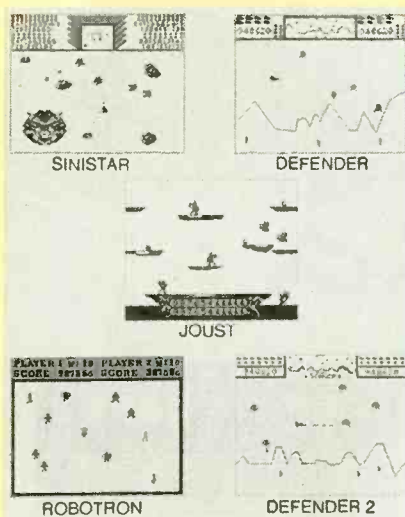 SINISTAR
DEFENDER
JOUST
PLAYER 1 PLAYER 2
SCORE SCORE
ROBOTRON
DEFENDER 2